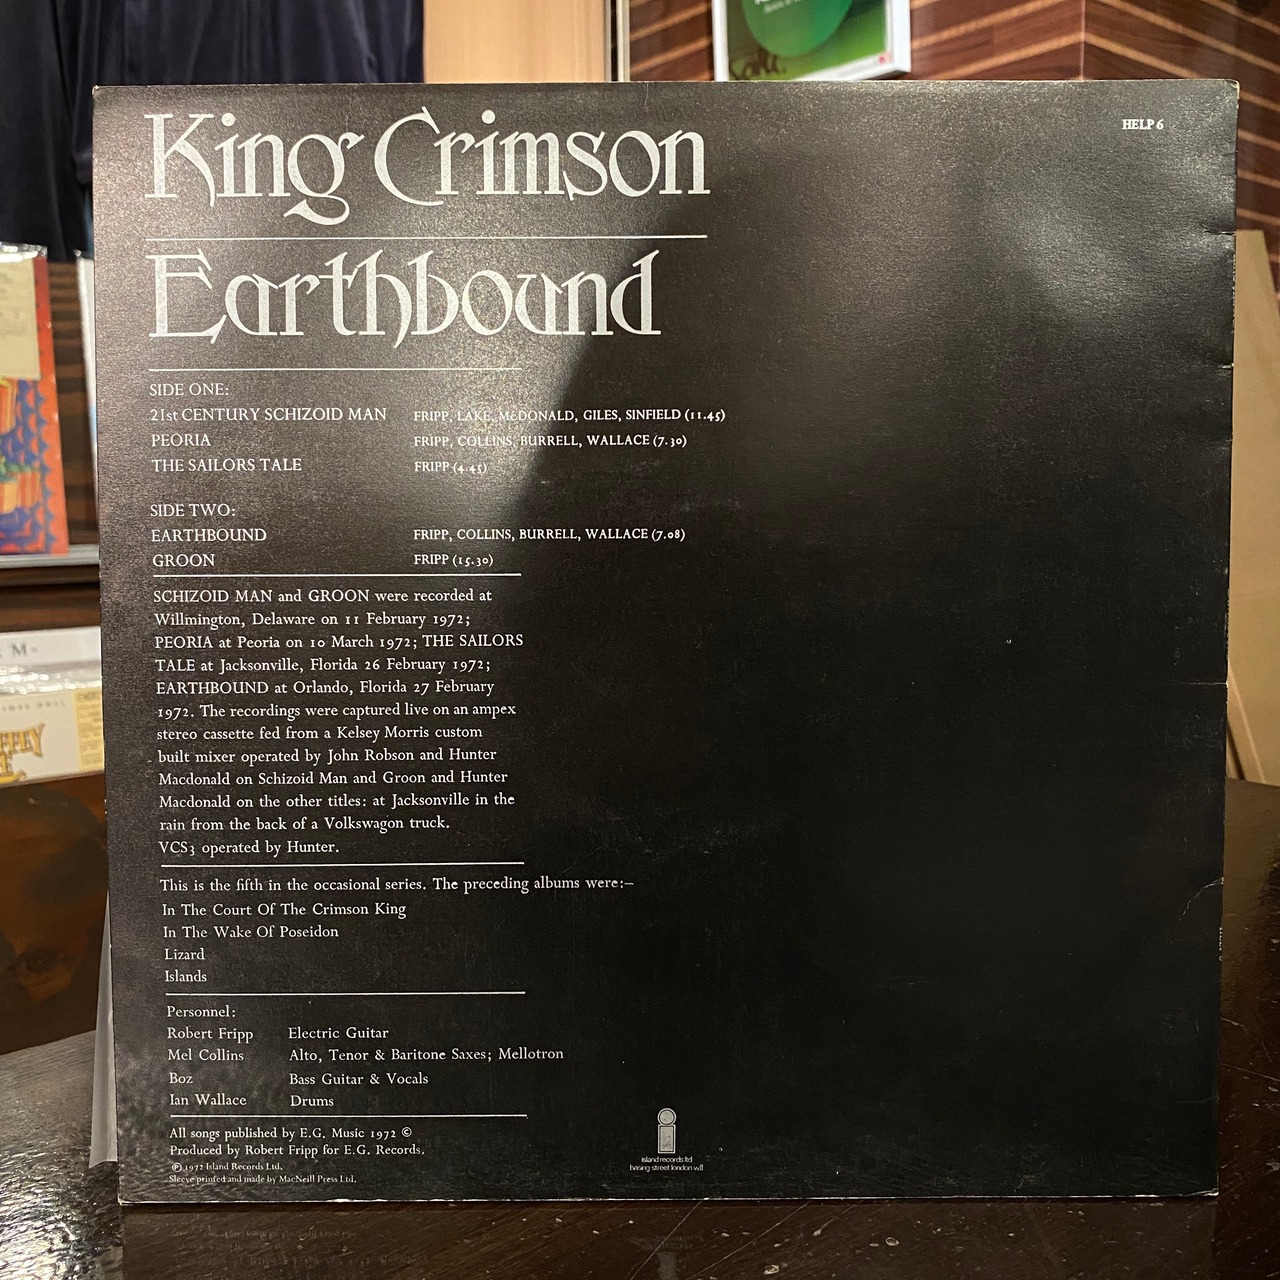 King Crimson
HELP 6
Earthbound
SIDE ONE:
21st CENTURY SCHIZOID MAN FRIPP, LAKE, McDONALD, GILES, SINFIELD (11.45)
PEORIA FRIPP, COLLINS, BURRELL, WALLACE (7.30)
THE SAILORS TALE FRIPP (4.45)
SIDE TWO:
EARTHBOUND FRIPP, COLLINS, BURRELL, WALLACE (7.08)
GROON FRIPP (15.30)
SCHIZOID MAN and GROON were recorded at
Willmington, Delaware on 11 February 1972;
PEORIA at Peoria on 10 March 1972; THE SAILORS
TALE at Jacksonville, Florida 26 February 1972;
EARTHBOUND at Orlando, Florida 27 February
1972. The recordings were captured live on an ampex
stereo cassette fed from a Kelsey Morris custom
built mixer operated by John Robson and Hunter
Macdonald on Schizoid Man and Groon and Hunter
Macdonald on the other titles: at Jacksonville in the
rain from the back of a Volkswagon truck.
VCS3 operated by Hunter.
This is the fifth in the occasional series. The preceding albums were:–
In The Court Of The Crimson King
In The Wake Of Poseidon
Lizard
Islands
Personnel:
Robert Fripp Electric Guitar
Mel Collins Alto, Tenor & Baritone Saxes; Mellotron
Boz Bass Guitar & Vocals
Ian Wallace Drums
All songs published by E.G. Music 1972 ©
Produced by Robert Fripp for E.G. Records.
℗ 1972 Island Records Ltd.
Sleeve printed and made by MacNeill Press Ltd.
island records ltd
basing street london w11
M-